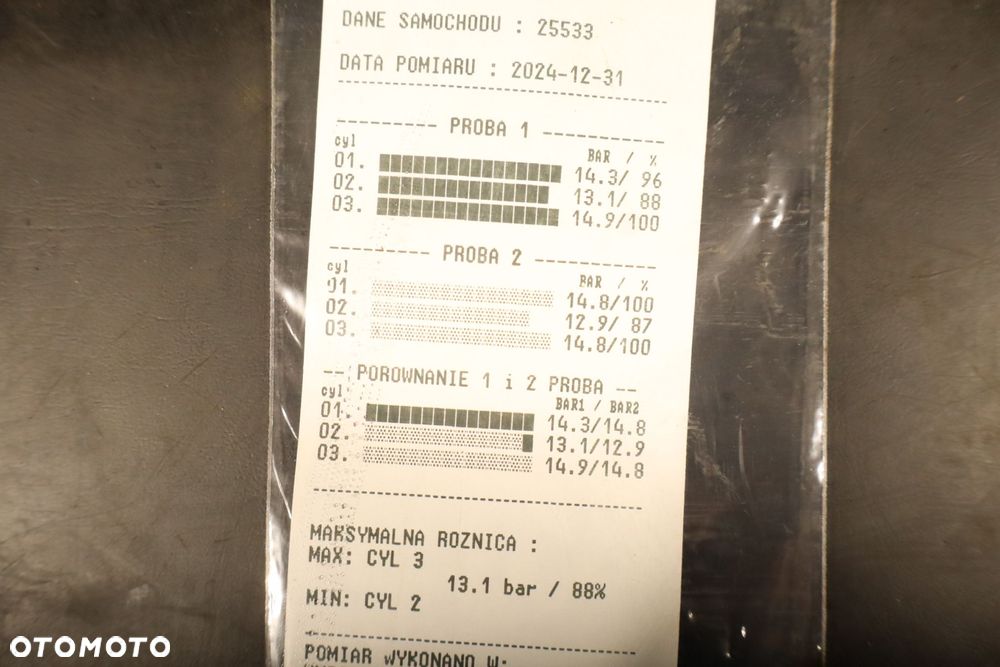 DANE SAMOCHODU : 25533
DATA POMIARU : 2024-12-31
--------- PROBA 1 ---------
cyl BAR / %
01. 14.3/ 96
02. 13.1/ 88
03. 14.9/100
--------- PROBA 2 -----------
cyl BAR / %
01. 14.8/100
02. 12.9/ 87
03. 14.8/100
-- POROWNANIE 1 i 2 PROBA --
cyl BAR1 / BAR2
01. 14.3/14.8
02. 13.1/12.9
03. 14.9/14.8
MAKSYMALNA ROZNICA :
MAX: CYL 3
13.1 bar / 88%
MIN: CYL 2
POMIAR WYKONANO W:
OTOMOTO